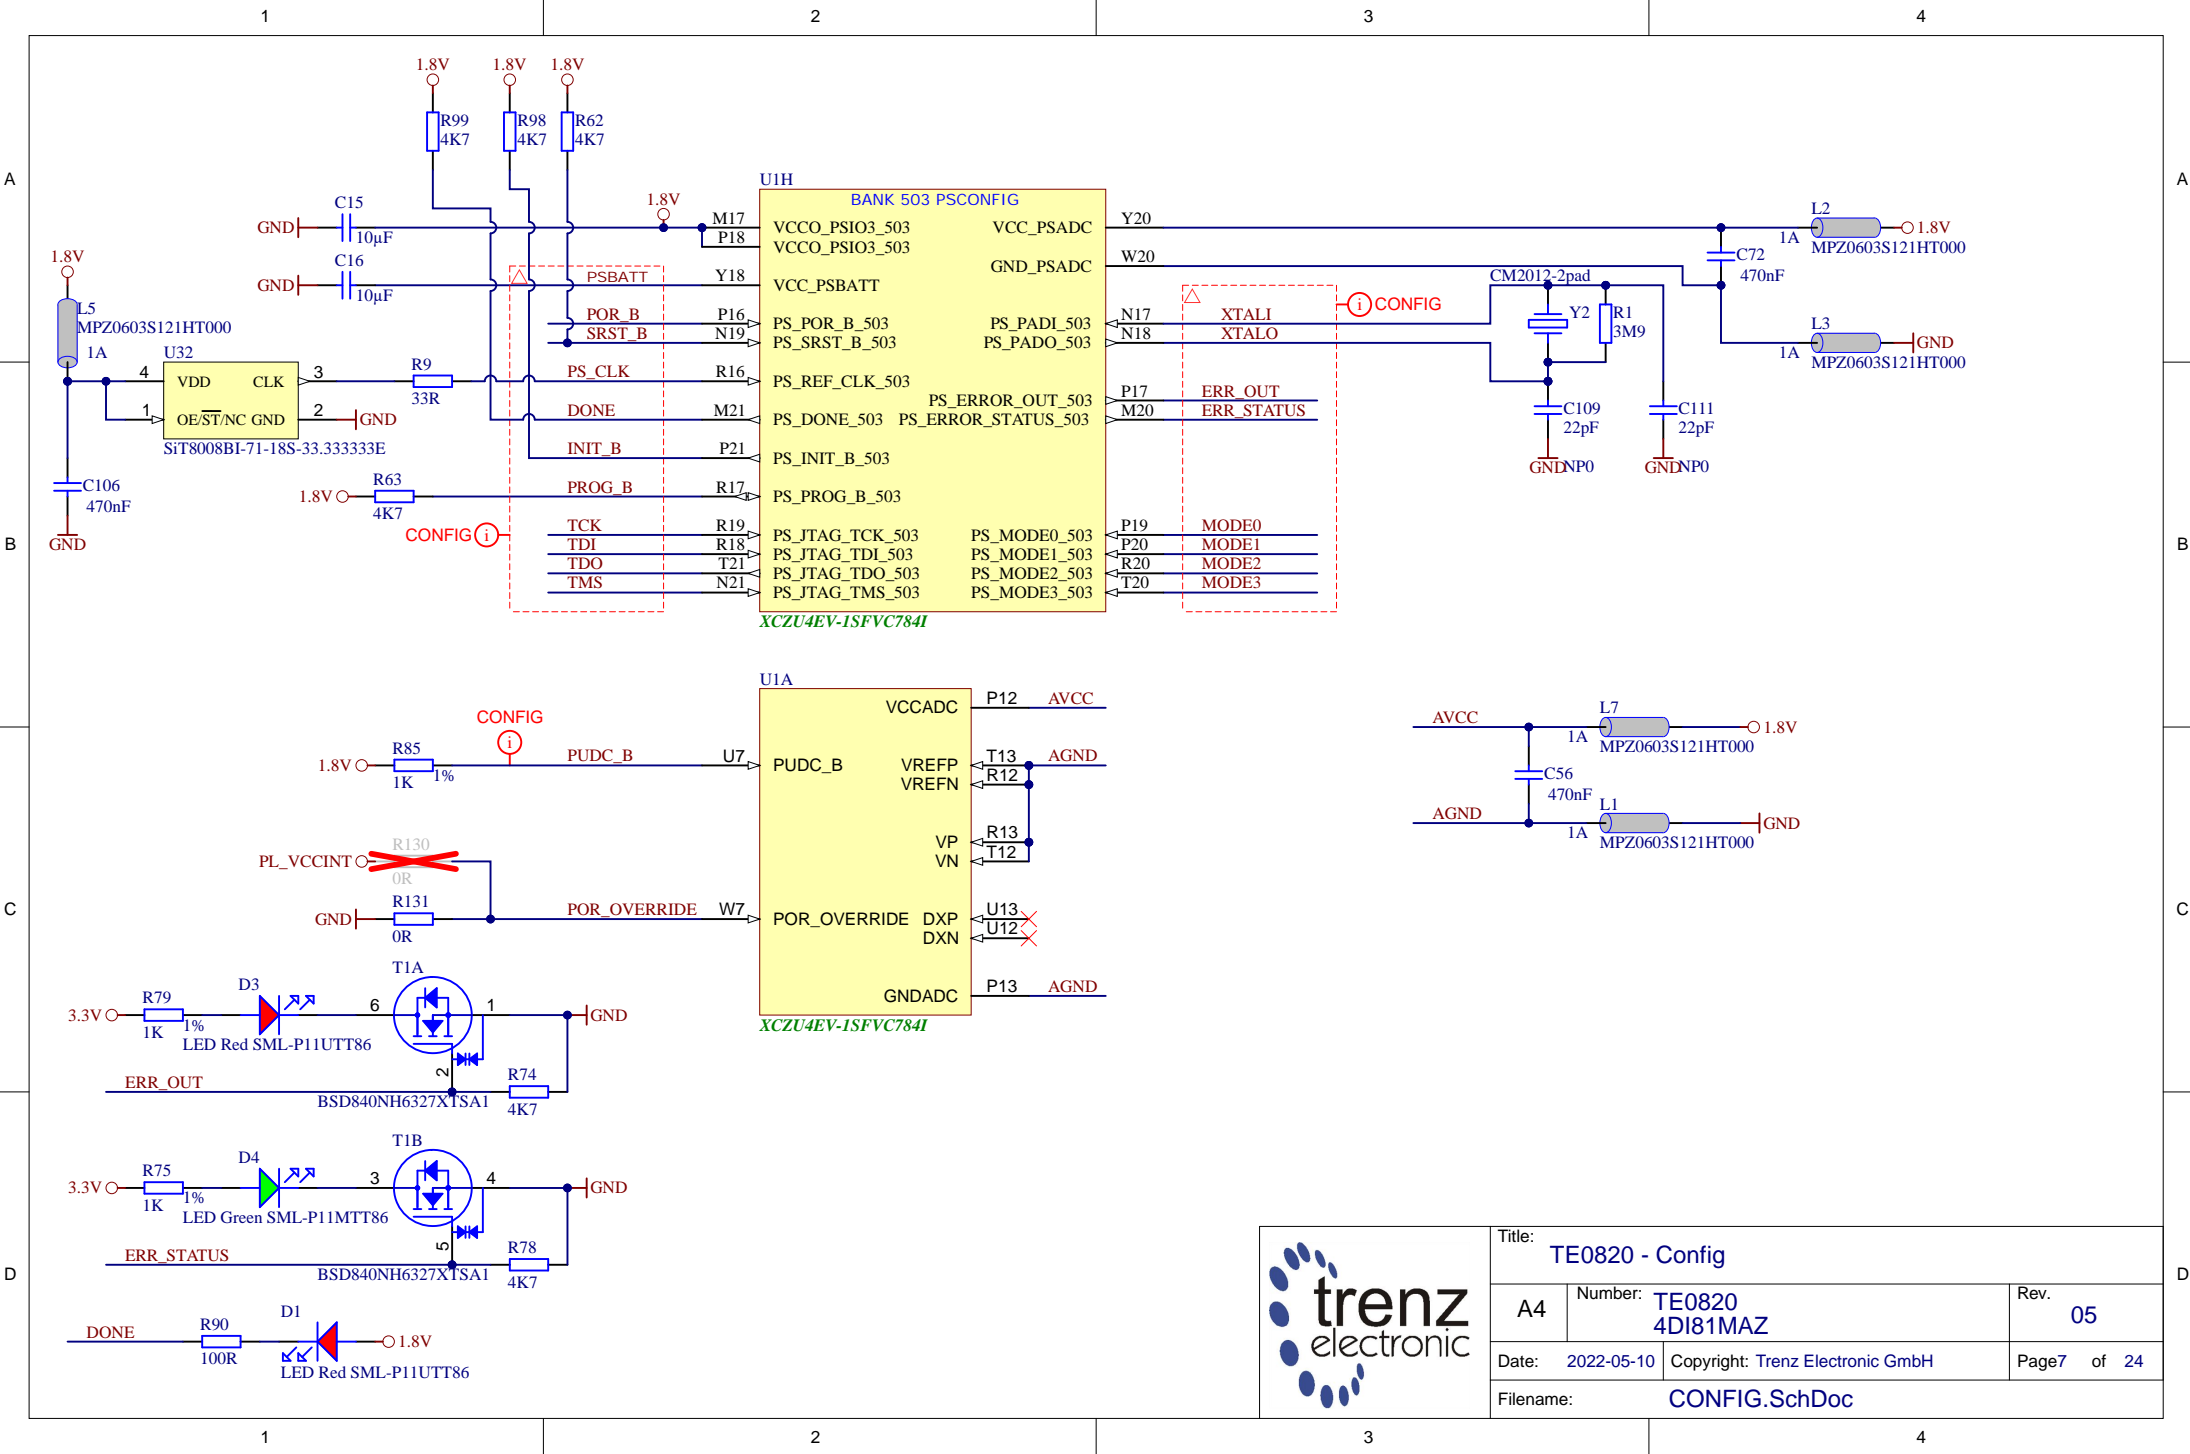 1 2 3 4
A A
B B
C C
D D
1 2 3 4
1.8V 1.8V 1.8V
R99
4K7
R98
4K7
R62
4K7
C15
GND
10µF
1.8V
C16
GND
10µF
1.8V
L5
MPZ0603S121HT000
1A
U32
4 VDD CLK 3
1 OE/ST/NC GND 2
GND
SiT8008BI-71-18S-33.333333E
C106
470nF
GND
R9
33R
1.8V
R63
4K7
CONFIG i
PSBATT
POR_B
SRST_B
PS_CLK
DONE
INIT_B
PROG_B
TCK
TDI
TDO
TMS
U1H
BANK 503 PSCONFIG
M17 VCCO_PSIO3_503
P18 VCCO_PSIO3_503
Y18 VCC_PSBATT
P16 PS_POR_B_503
N19 PS_SRST_B_503
R16 PS_REF_CLK_503
M21 PS_DONE_503
P21 PS_INIT_B_503
R17 PS_PROG_B_503
R19 PS_JTAG_TCK_503
R18 PS_JTAG_TDI_503
T21 PS_JTAG_TDO_503
N21 PS_JTAG_TMS_503
VCC_PSADC Y20
GND_PSADC W20
PS_PADI_503 N17 XTALI
PS_PADO_503 N18 XTALO
PS_ERROR_OUT_503 P17 ERR_OUT
PS_ERROR_STATUS_503 M20 ERR_STATUS
PS_MODE0_503 P19 MODE0
PS_MODE1_503 P20 MODE1
PS_MODE2_503 R20 MODE2
PS_MODE3_503 T20 MODE3
XCZU4EV-1SFVC784I
i CONFIG
CM2012-2pad
Y2
R1
3M9
C109
22pF
GND NP0
C111
22pF
GND NP0
C72
470nF
L2
1A
MPZ0603S121HT000
1.8V
L3
1A
MPZ0603S121HT000
GND
U1A
VCCADC P12 AVCC
U7 PUDC_B
VREFP T13 AGND
VREFN R12
VP R13
VN T12
W7 POR_OVERRIDE
DXP U13
DXN U12
GNDADC P13 AGND
XCZU4EV-1SFVC784I
CONFIG
i
1.8V
R85
1K
1%
PUDC_B
PL_VCCINT
R130
0R
GND
R131
0R
POR_OVERRIDE
AVCC
L7
1A
MPZ0603S121HT000
1.8V
C56
470nF
AGND
L1
1A
MPZ0603S121HT000
GND
3.3V
R79
1K
1%
D3
LED Red SML-P11UTT86
T1A
6 1
2
GND
R74
4K7
ERR_OUT
BSD840NH6327XTSA1
3.3V
R75
1K
1%
D4
LED Green SML-P11MTT86
T1B
3 4
5
GND
R78
4K7
ERR_STATUS
BSD840NH6327XTSA1
DONE
R90
100R
D1
1.8V
LED Red SML-P11UTT86
trenz
electronic
Title:
TE0820 - Config
A4
Number: TE0820
4DI81MAZ
Rev.
05
Date: 2022-05-10
Copyright: Trenz Electronic GmbH
Page7 of 24
Filename: CONFIG.SchDoc